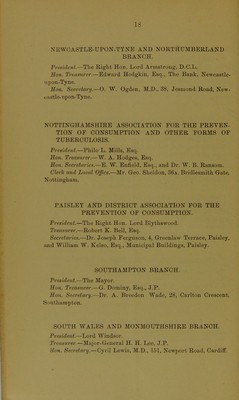 18
NEWCASTLE-UPON-TYNE AND NORTHUMBERLAND
BRANCH.
President.—The Right Hon. Lord Armstrong, D.C.L.
Hon. Treasurer.—Edward Hodgkin, Esq., The Bank, Newcastle-
upon-Tyne.
Hon. Secretary.—O. W. Ogden, M.D., 38, Jesmond Road, New-
castle-upon-Tyne.
NOTTINGHAMSHIRE ASSOCIATION FOR THE PREVEN-
TION OF CONSUMPTION AND OTHER FORMS OF
TUBERCULOSIS.
President.—Philo L. Mills, Esq.
Hon. Treasurer.—W. A. Hodges, Esq.
Hon. Secretaries.—E. W. Enfield, Esq., and Dr. W. B. Ransom.
Clerk and Local Office.—Mr. Geo. Sheldon, 36A, Bridlesmith Gate,
Nottingham.
PAISLEY AND DISTRICT ASSOCIATION FOR THE
PREVENTION OF CONSUMPTION.
President.—The Right Hon. Lord Blythswood.
Treasurer.—Robert K. Bell, Esq.
Secretaries.—Dr. Joseph Ferguson, 4, Greenlaw Terrace, Paisley,
and William W. Kelso, Esq., Municipal Buildings, Paisley.
SOUTHAMPTON BRANCH.
President.—The Mayor.
Hon. Treasurer.—G. Dominy, Esq., J.P.
Hon. Secretary.—Dr. A. Breedon Wade, 28, Carlton Crescent,
Southampton.
SOUTH WALES AND MONMOUTHSHIRE BRANCH.
President.—Lord Windsor.
Treasurer.—Major-General H. H. Lee, J.P.
Hon. Secretary.—Cyril Lewis, M.D., 151, Newport Road, Cardiff.